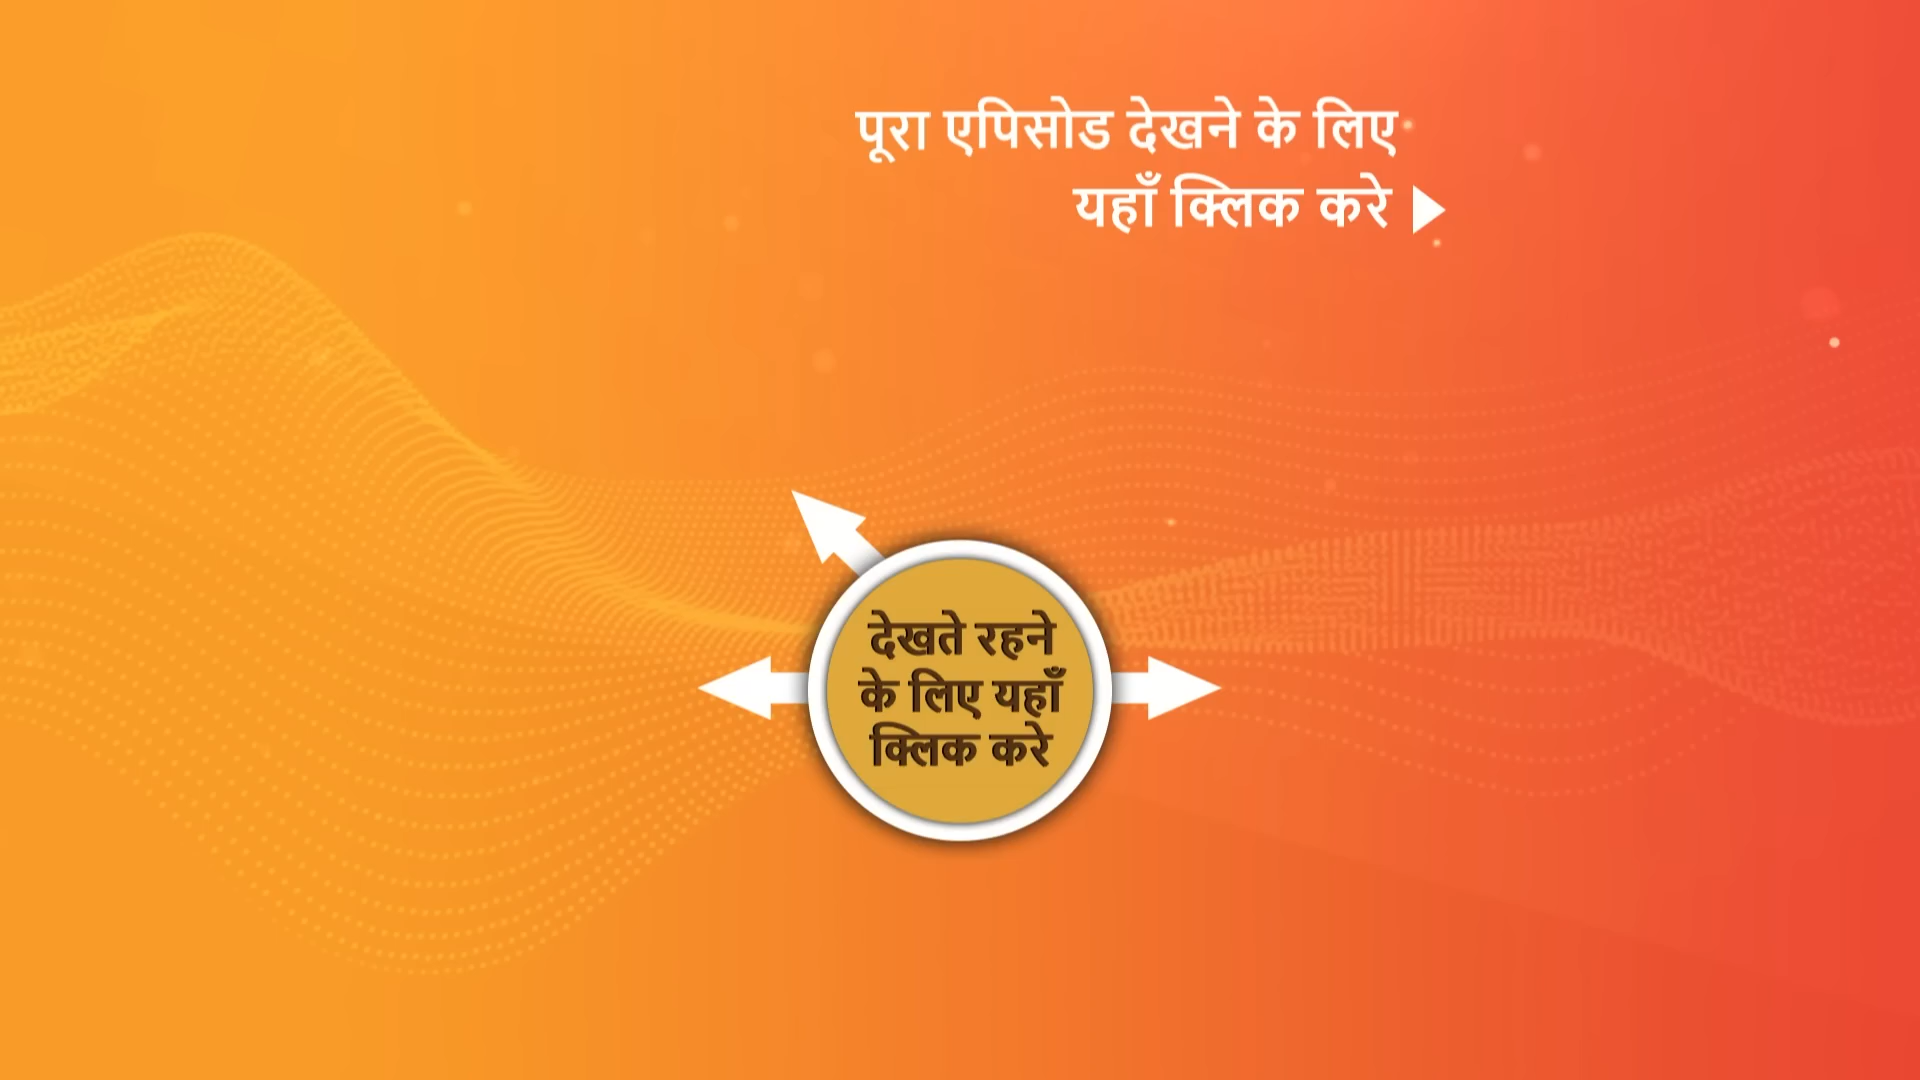 पूरा एपिसोड देखने के लिए
यहाँ क्लिक करे
देखते रहने
के लिए यहाँ
क्लिक करे